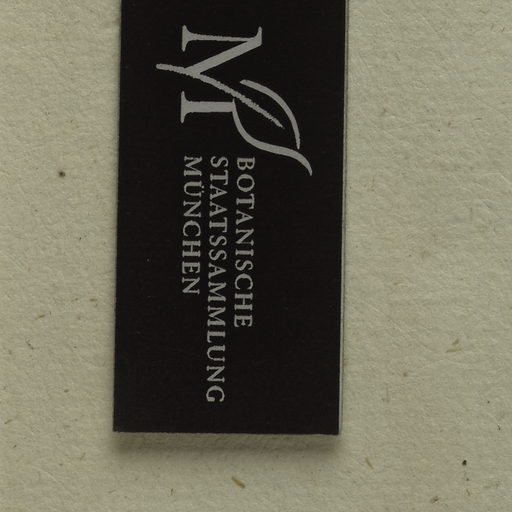 M
BOTANISCHE
STAATSSAMMLUNG
MÜNCHEN